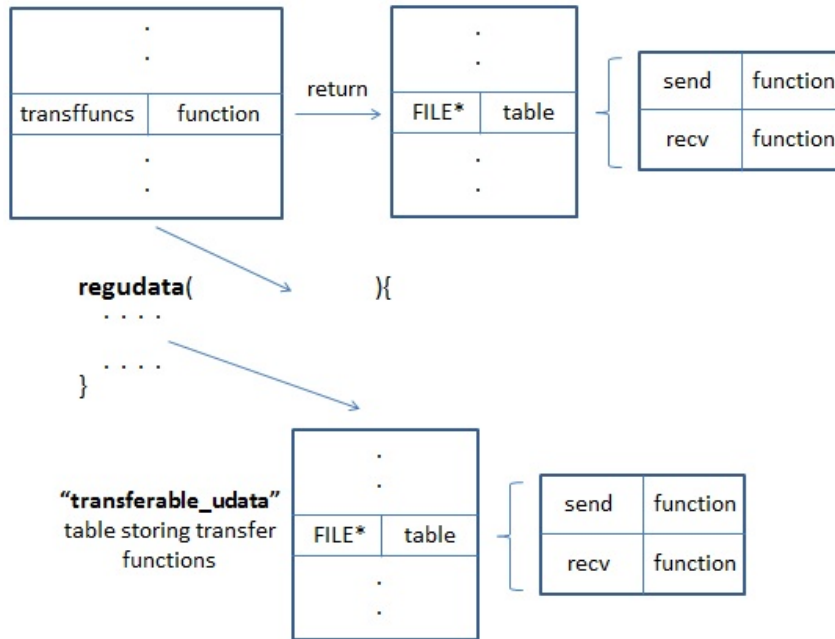 transffuncs function
return
FILE* table
send function
recv function
regudata( ){
. . . .
. . . .
}
“transferable_udata”
table storing transfer
functions
FILE* table
send function
recv function